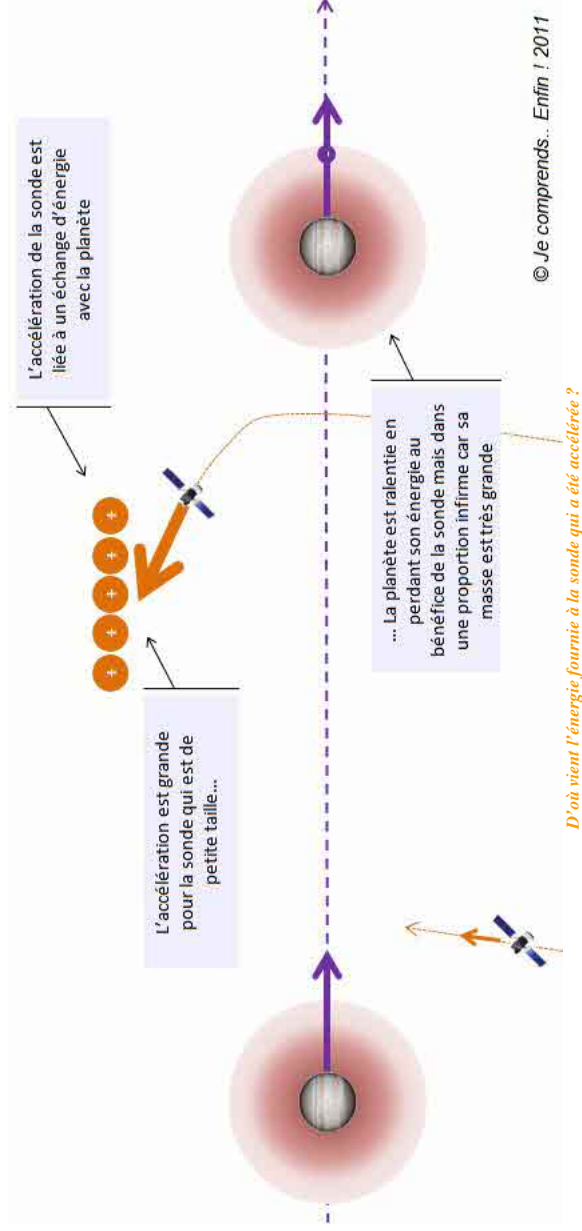 L'accélération est grande
pour la sonde qui est de
petite taille...
L'accélération de la sonde est
liée à un échange d'énergie
avec la planète
+ + + + +
... La planète est ralentie en
perdant son énergie au
bénéfice de la sonde mais dans
une proportion infirme car sa
masse est très grande
© Je comprends.. Enfin ! 2011
D'où vient l'énergie fournie à la sonde qui a été accélérée ?